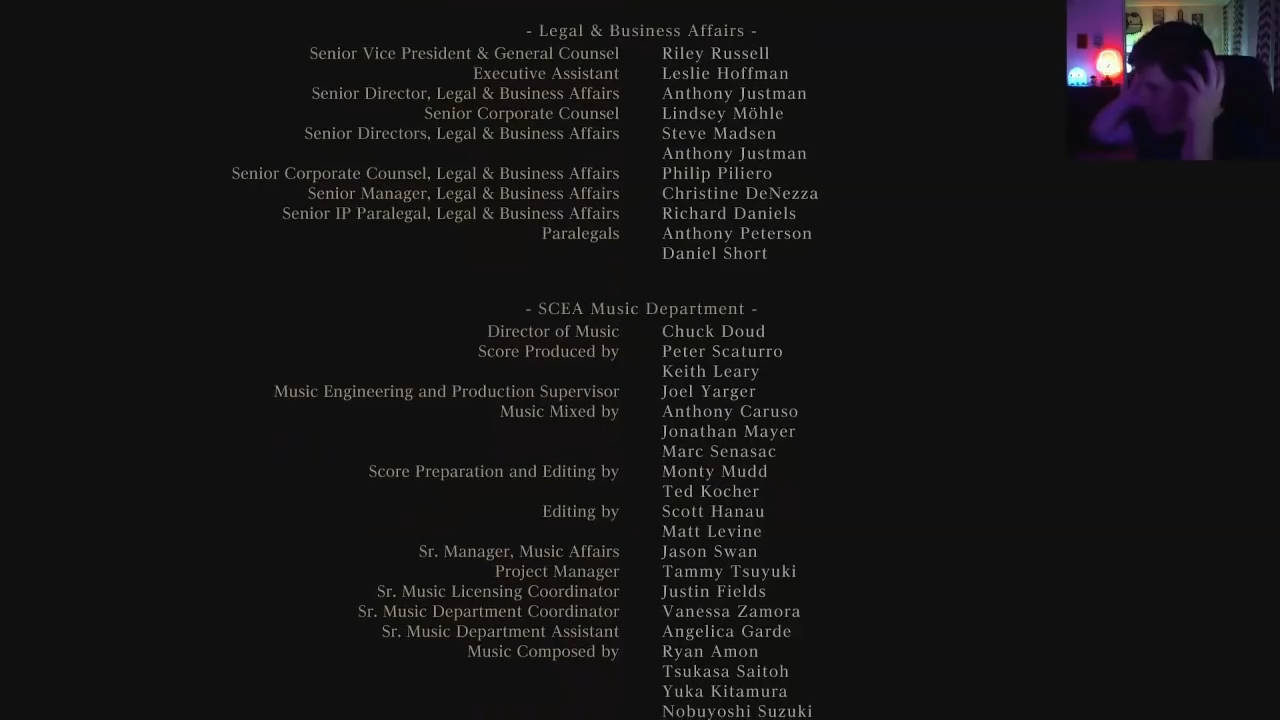 - Legal & Business Affairs -
Senior Vice President & General Counsel Riley Russell
Executive Assistant Leslie Hoffman
Senior Director, Legal & Business Affairs Anthony Justman
Senior Corporate Counsel Lindsey Möhle
Senior Directors, Legal & Business Affairs Steve Madsen
Anthony Justman
Senior Corporate Counsel, Legal & Business Affairs Philip Piliero
Senior Manager, Legal & Business Affairs Christine DeNezza
Senior IP Paralegal, Legal & Business Affairs Richard Daniels
Paralegals Anthony Peterson
Daniel Short
- SCEA Music Department -
Director of Music Chuck Doud
Score Produced by Peter Scaturro
Keith Leary
Music Engineering and Production Supervisor Joel Yarger
Music Mixed by Anthony Caruso
Jonathan Mayer
Marc Senasac
Score Preparation and Editing by Monty Mudd
Ted Kocher
Editing by Scott Hanau
Matt Levine
Sr. Manager, Music Affairs Jason Swan
Project Manager Tammy Tsuyuki
Sr. Music Licensing Coordinator Justin Fields
Sr. Music Department Coordinator Vanessa Zamora
Sr. Music Department Assistant Angelica Garde
Music Composed by Ryan Amon
Tsukasa Saitoh
Yuka Kitamura
Nobuyoshi Suzuki